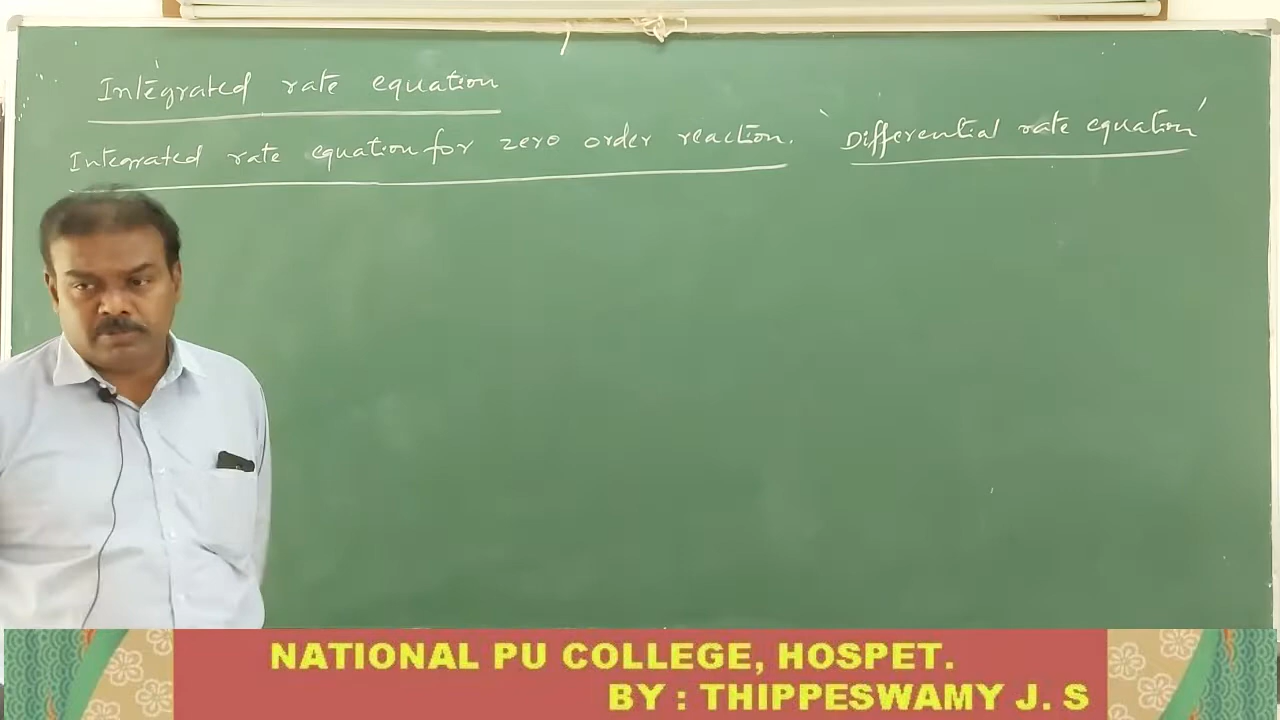 Integrated rate equation
Integrated rate equation for zero order reaction.
'Differential rate equation'
NATIONAL PU COLLEGE, HOSPET.
BY : THIPPESWAMY J. S